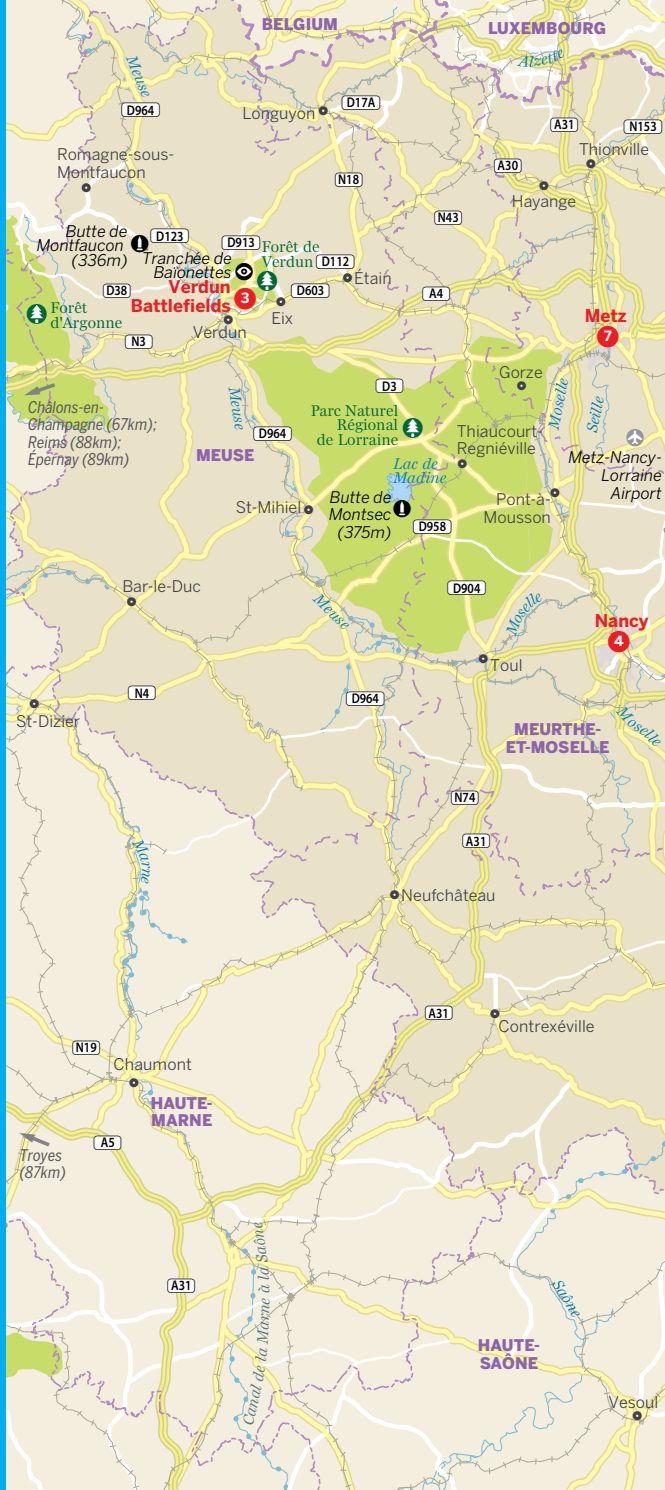 BELGIUM
LUXEMBOURG
Alzette
Meuse
D964
D17A
Longuyon
A31
N153
Romagne-sous-
Montfaucon
Thionville
A30
N18
Hayange
N43
Butte de
Montfaucon
(336m)
D123
D913
Tranchée de
Baïonettes
Forêt de
Verdun
D112
Étain
D38
Verdun
Battlefields
3
D603
A4
Forêt
d'Argonne
Eix
Verdun
Metz
7
N3
Gorze
Châlons-en-
Champagne (67km);
Reims (88km);
Épernay (89km)
Meuse
D3
Moselle
Seille
Parc Naturel
Régional
de Lorraine
D964
MEUSE
Thiaucourt-
Regniéville
Metz-Nancy-
Lorraine
Airport
Lac de
Madine
St-Mihiel
Butte de
Montsec
(375m)
Pont-à-
Mousson
D958
Bar-le-Duc
D904
Meuse
Moselle
Nancy
4
Toul
N4
D964
St-Dizier
Moselle
MEURTHE-
ET-MOSELLE
N74
A31
Marne
Neufchâteau
A31
Contrexéville
N19
Chaumont
HAUTE-
MARNE
A5
Troyes
(87km)
Canal de la Marne à la Saône
A31
Saône
HAUTE-
SAÔNE
Vesoul